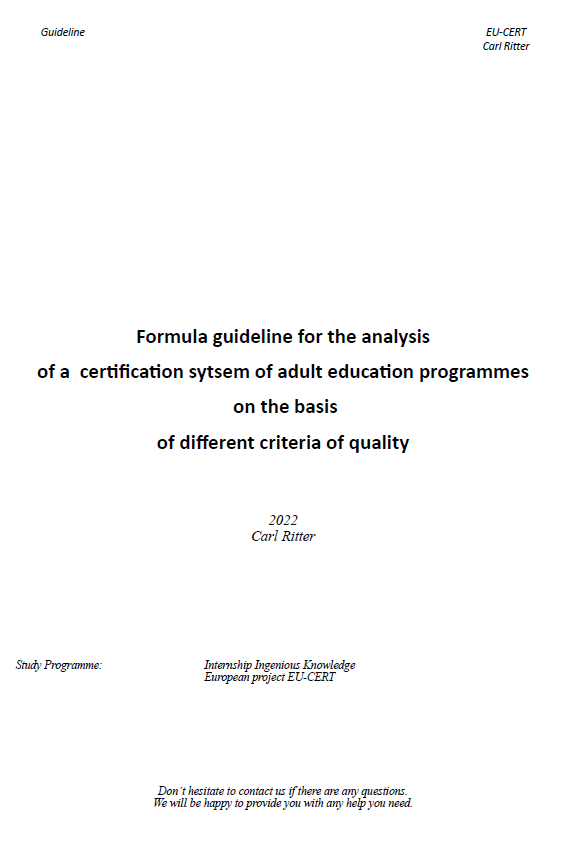 Guideline
EU-CERT
Carl Ritter
Formula guideline for the analysis
of a  certification sytsem of adult education programmes
on the basis
of different criteria of quality
2022
Carl Ritter
Study Programme: Internship Ingenious Knowledge
European project EU-CERT
Don´t hesitate to contact us if there are any questions.
We will be happy to provide you with any help you need.